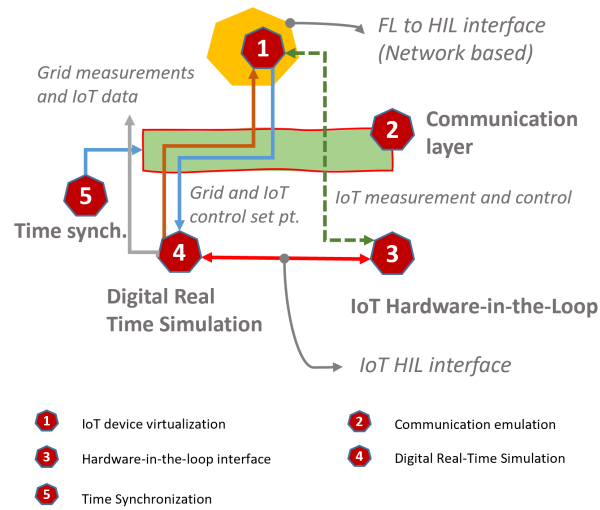 1
FL to HIL interface
(Network based)
Grid measurements
and IoT data
2
Communication
layer
5
Time synch.
Grid and IoT
control set pt.
IoT measurement and control
4
3
Digital Real
Time Simulation
IoT Hardware-in-the-Loop
IoT HIL interface
1 IoT device virtualization
2 Communication emulation
3 Hardware-in-the-loop interface
4 Digital Real-Time Simulation
5 Time Synchronization